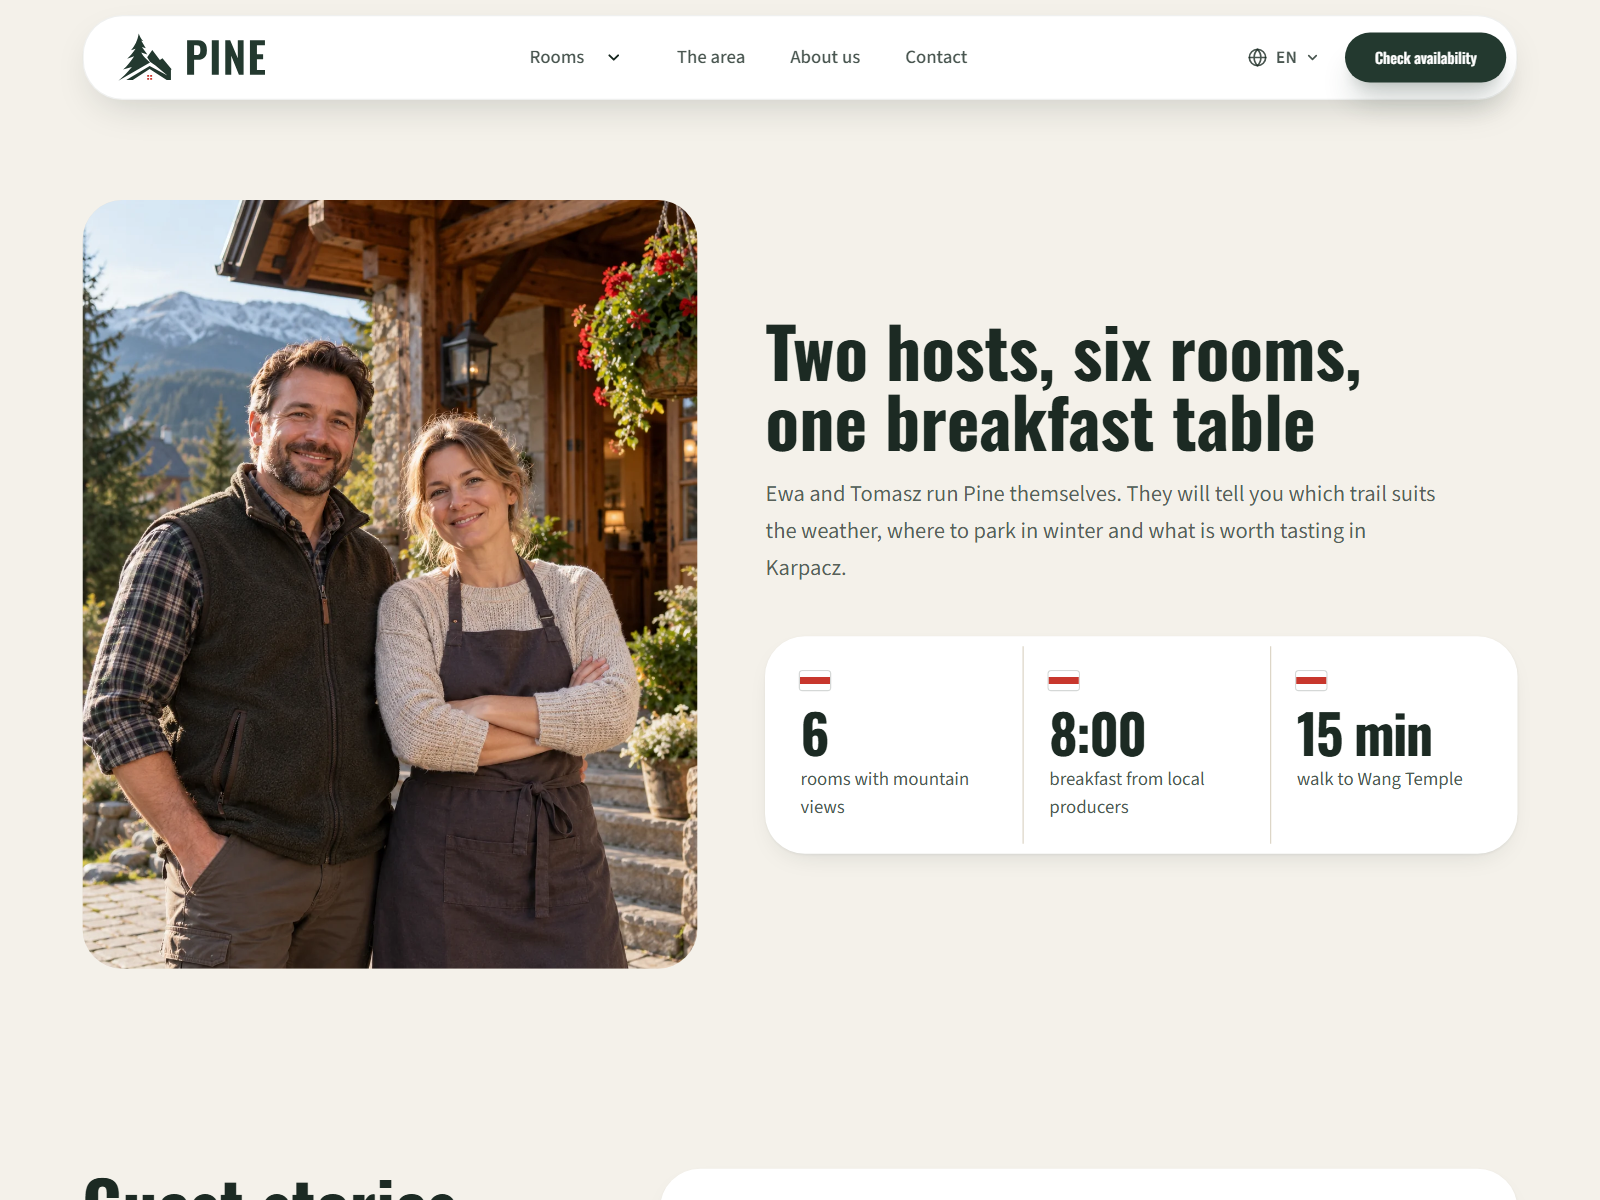 PINE
Rooms
The area
About us
Contact
EN
Check availability
Two hosts, six rooms,
one breakfast table
Ewa and Tomasz run Pine themselves. They will tell you which trail suits
the weather, where to park in winter and what is worth tasting in
Karpacz.
6
rooms with mountain
views
8:00
breakfast from local
producers
15 min
walk to Wang Temple
Guest stories